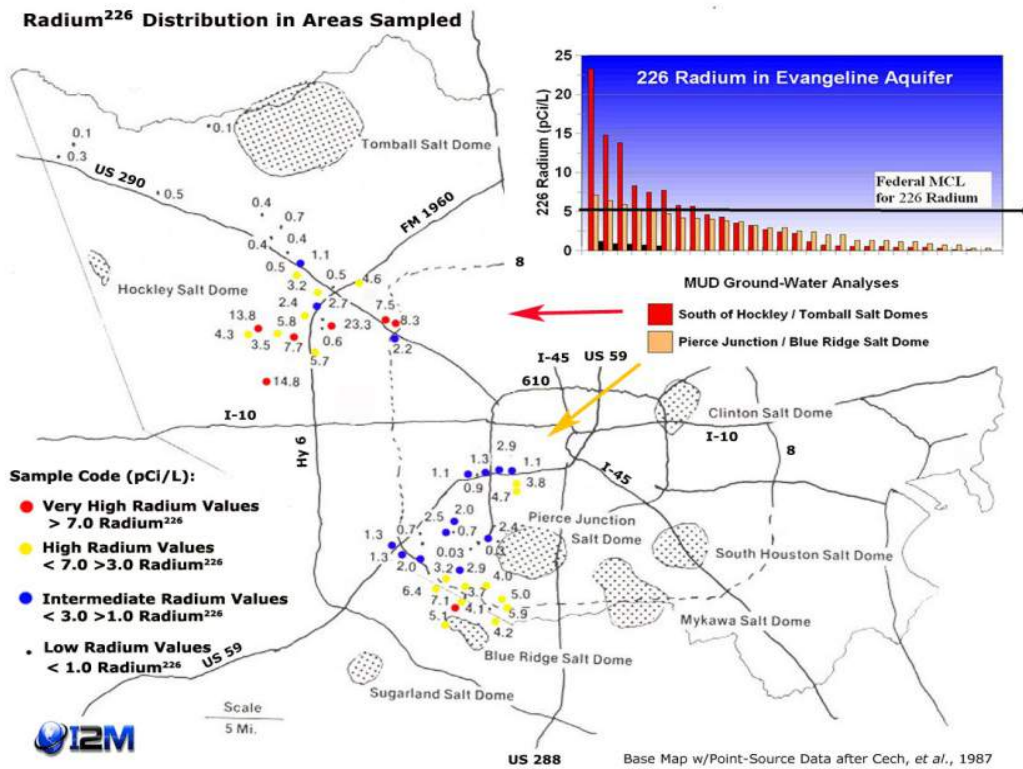 Radium226 Distribution in Areas Sampled
0.1
0.1
0.3
Tomball Salt Dome
US 290
0.5
FM 1960
0.4
0.7
0.4
0.4
1.1
8
0.5
0.5
4.6
3.2
Hockley Salt Dome
2.4
2.7
7.5
13.8
5.8
23.3
8.3
4.3
0.6
3.5
7.7
2.2
5.7
14.8
I-10
Hy 6
25
20
15
10
5
0
226 Radium (pCi/L)
226 Radium in Evangeline Aquifer
Federal MCL
for 226 Radium
MUD Ground-Water Analyses
South of Hockley / Tomball Salt Domes
Pierce Junction / Blue Ridge Salt Dome
I-45
US 59
610
Clinton Salt Dome
I-10
8
I-45
2.9
1.3
1.1
1.1
0.9
3.8
4.7
2.0
2.5
Pierce Junction
Salt Dome
0.7
0.7
2.4
1.3
1.3
0.03
0.3
South Houston Salt Dome
2.0
3.2
2.9
4.0
6.4
3.7
5.0
7.1
4.1
5.9
5.1
4.2
Mykawa Salt Dome
Blue Ridge Salt Dome
US 59
Sugarland Salt Dome
Sample Code (pCi/L):
Very High Radium Values
> 7.0 Radium226
High Radium Values
< 7.0 >3.0 Radium226
Intermediate Radium Values
< 3.0 >1.0 Radium226
Low Radium Values
< 1.0 Radium226
Scale
5 Mi.
I2M
US 288
Base Map w/Point-Source Data after Cech, et al., 1987